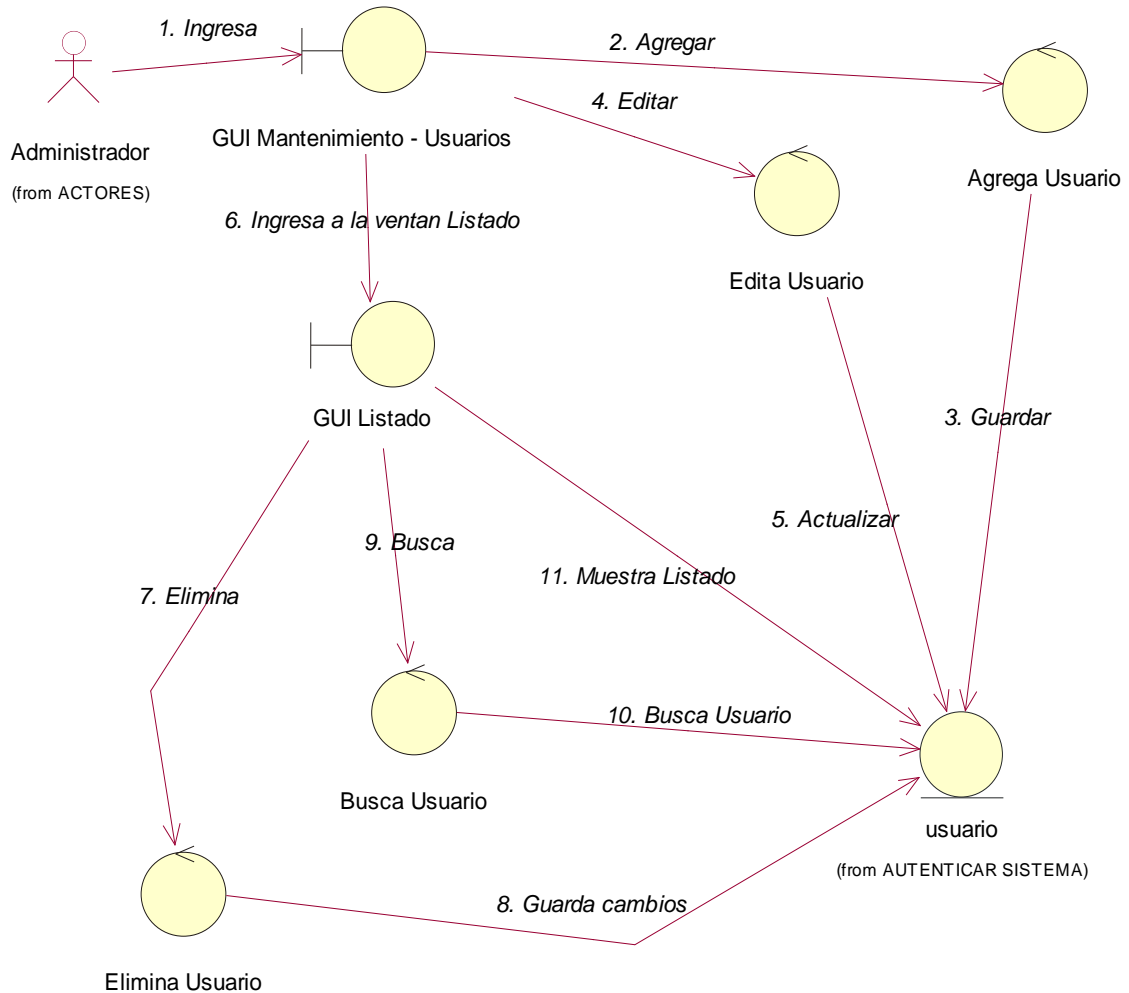 1. Ingresa
2. Agregar
4. Editar
Administrador
(from ACTORES)
GUI Mantenimiento - Usuarios
Agrega Usuario
6. Ingresa a la ventan Listado
Edita Usuario
GUI Listado
3. Guardar
5. Actualizar
9. Busca
11. Muestra Listado
7. Elimina
10. Busca Usuario
Busca Usuario
usuario
(from AUTENTICAR SISTEMA)
8. Guarda cambios
Elimina Usuario